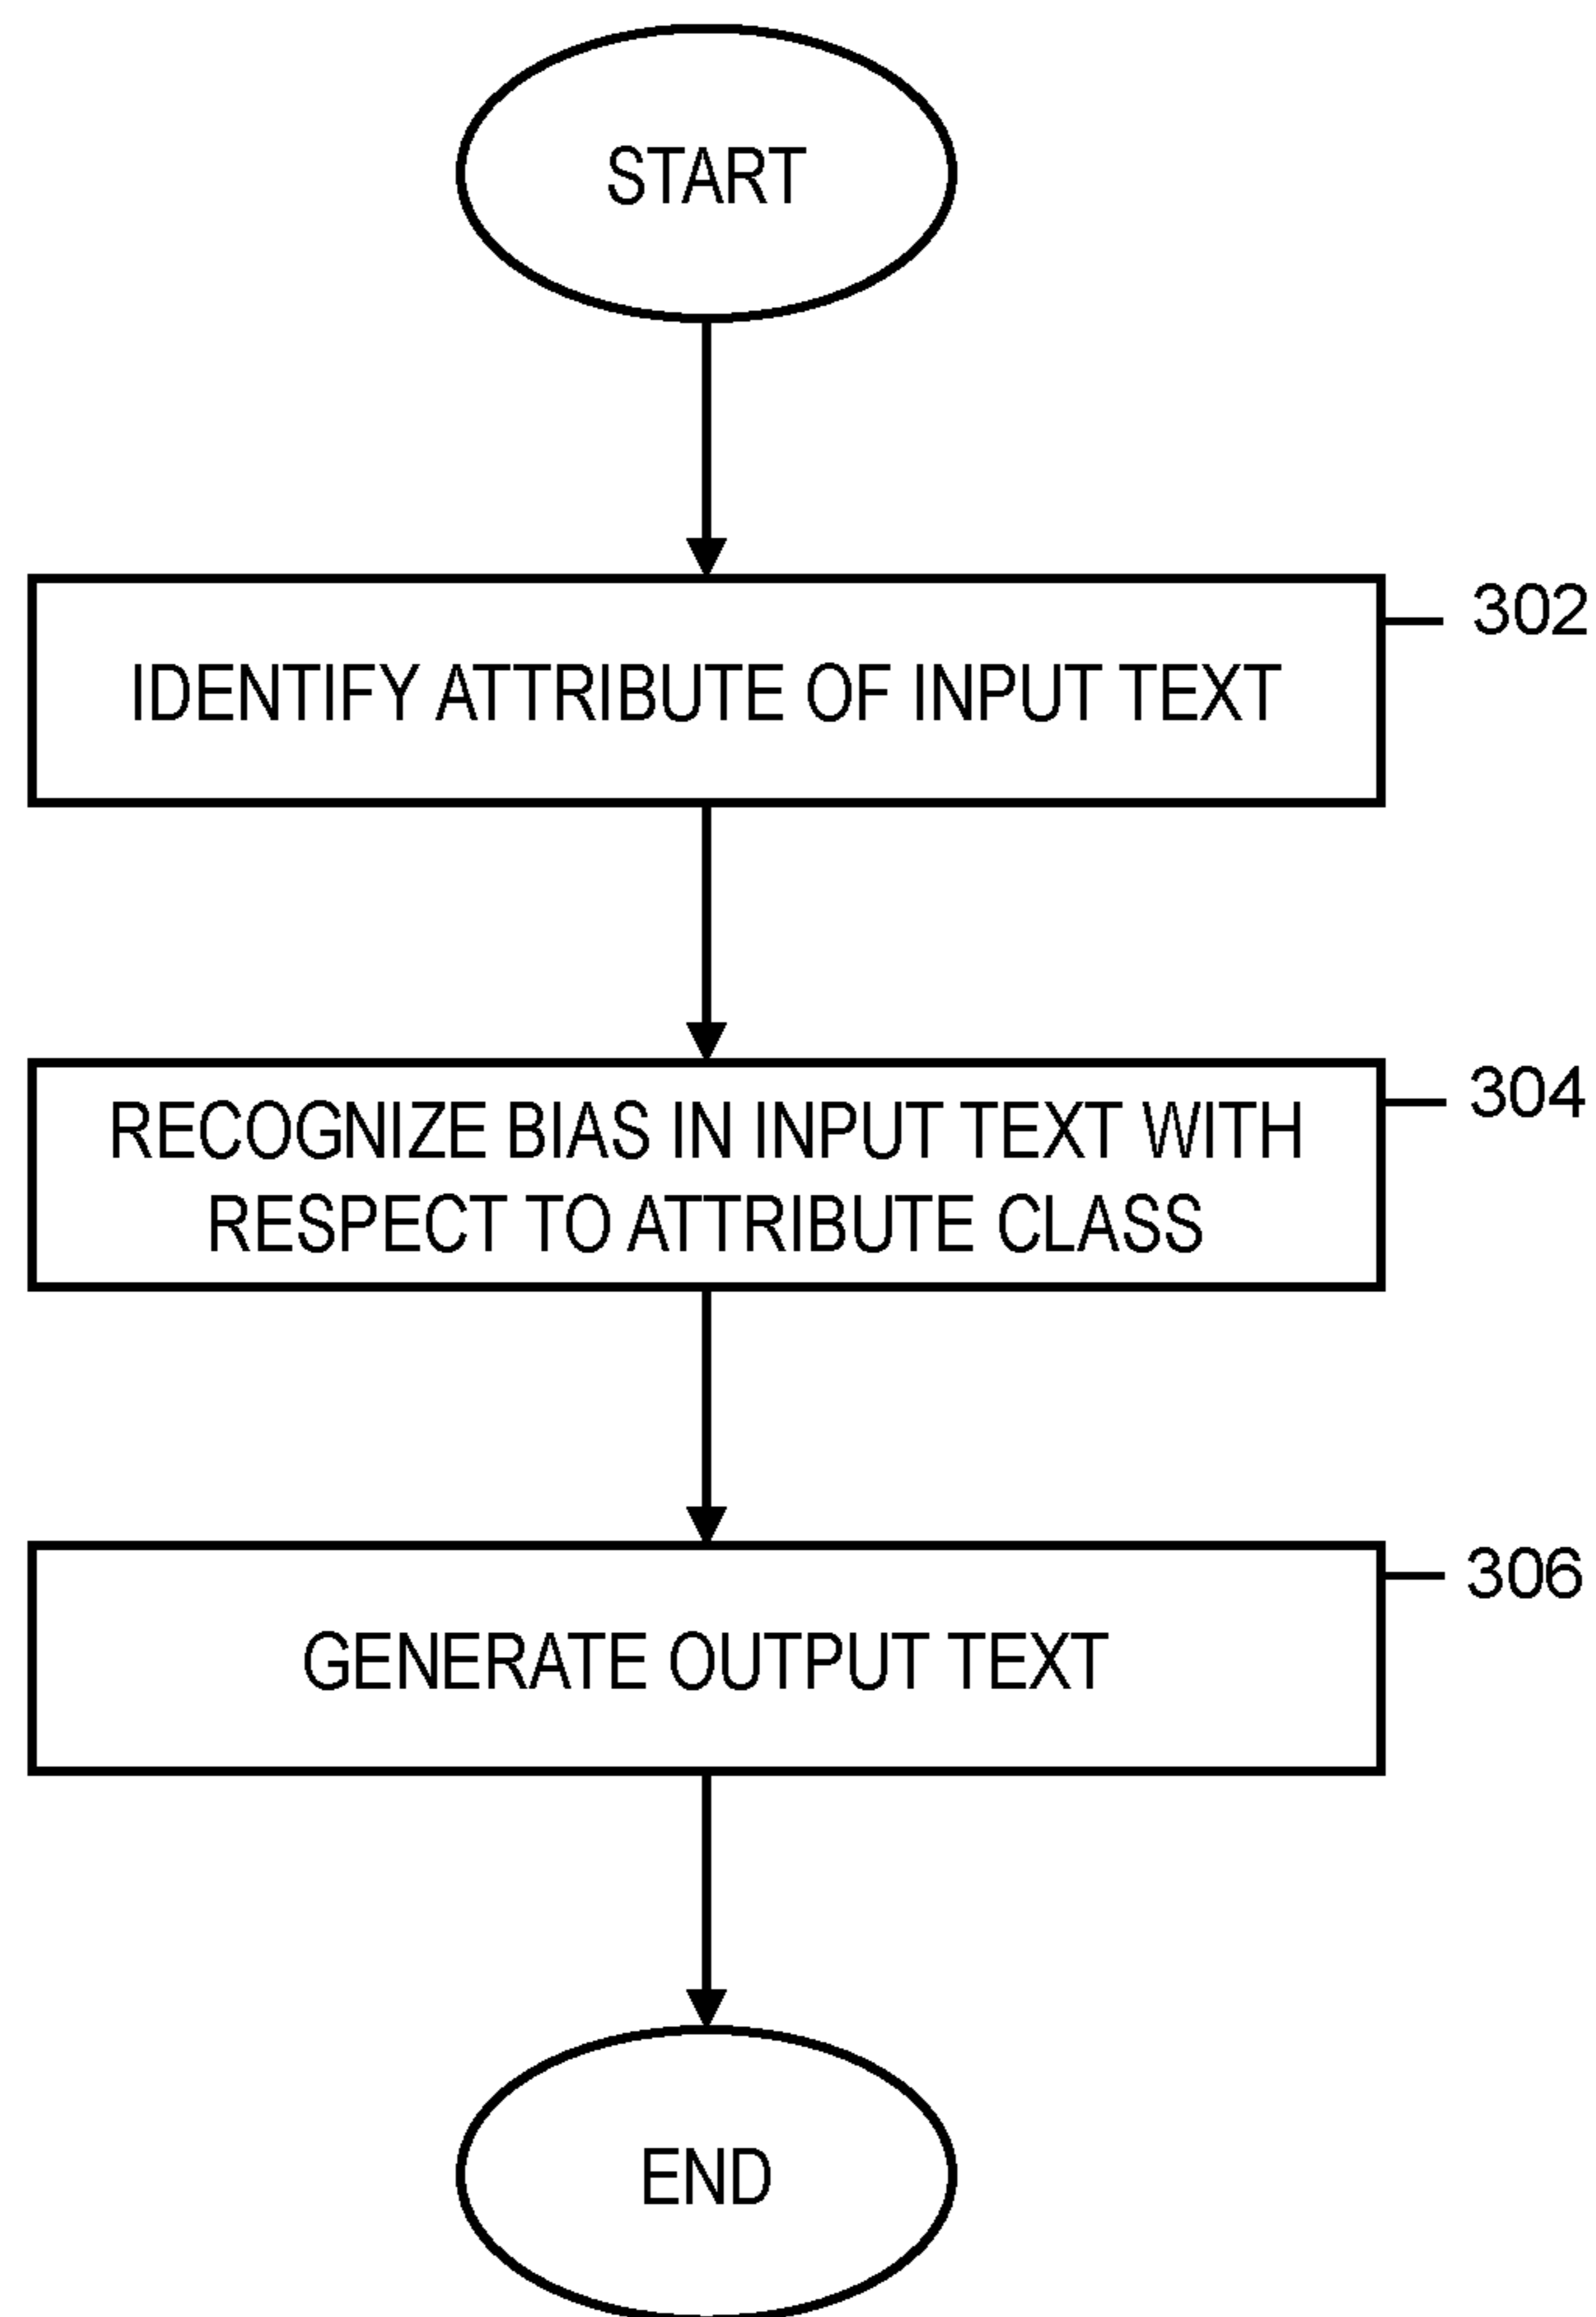 START
302
IDENTIFY ATTRIBUTE OF INPUT TEXT
304
RECOGNIZE BIAS IN INPUT TEXT WITH
RESPECT TO ATTRIBUTE CLASS
306
GENERATE OUTPUT TEXT
END